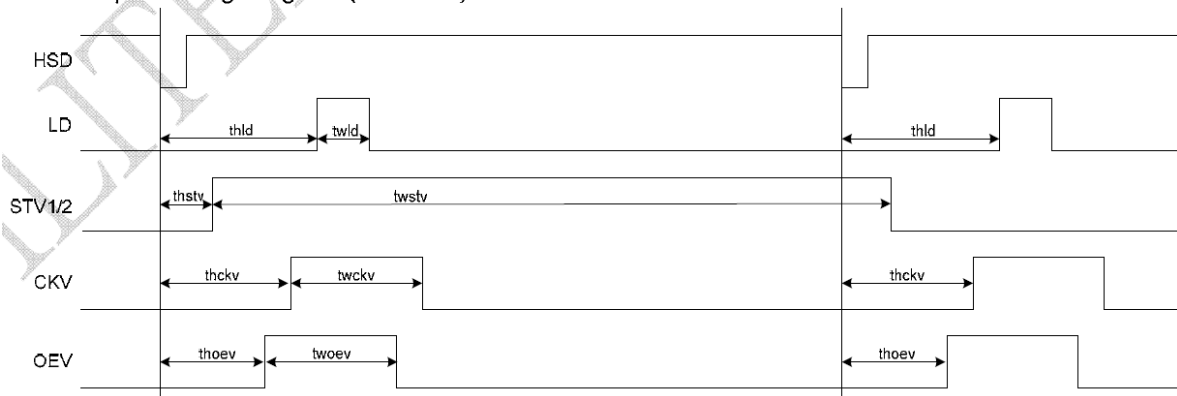 HSD
LD
thld
twld
thld
STV1/2
thstv
twstv
CKV
thckv
twckv
thckv
OEV
thoev
twoev
thoev